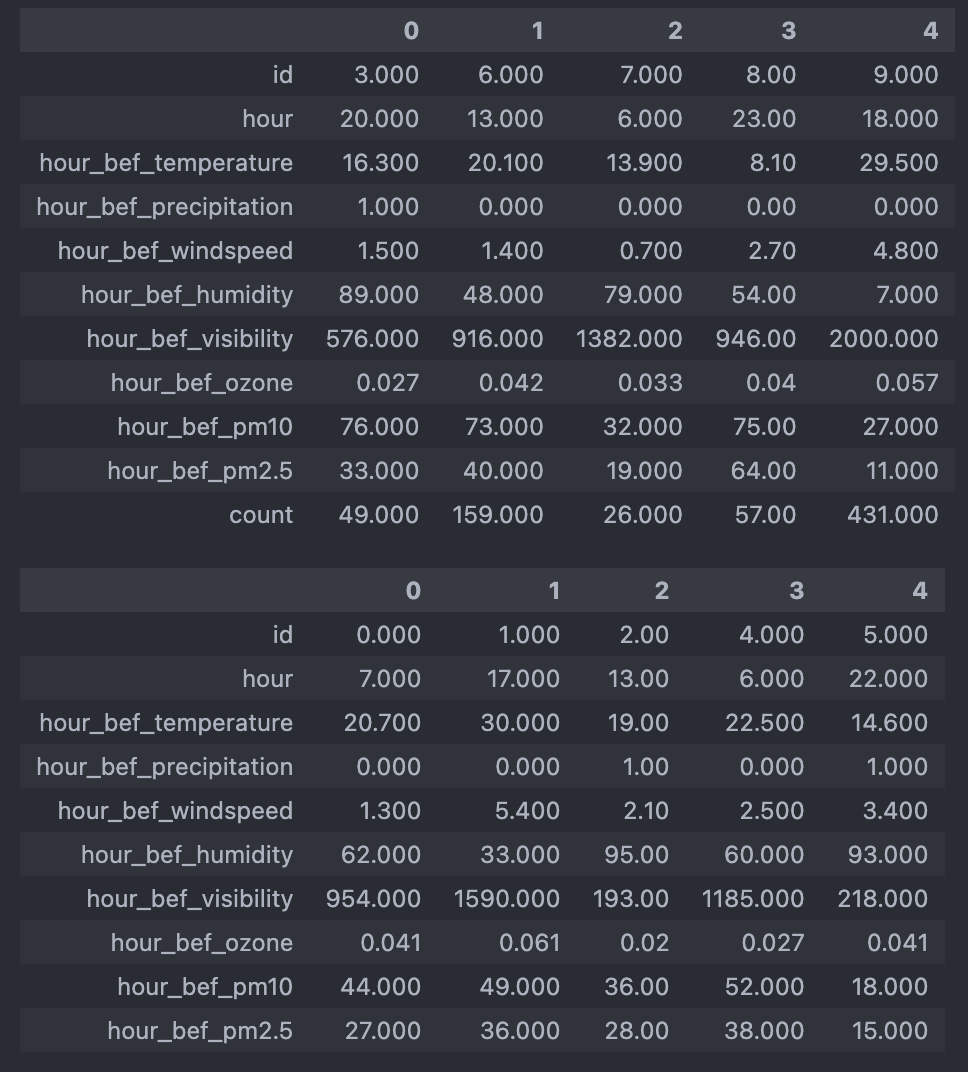 0 1 2 3 4
id 3.000 6.000 7.000 8.00 9.000
hour 20.000 13.000 6.000 23.00 18.000
hour_bef_temperature 16.300 20.100 13.900 8.10 29.500
hour_bef_precipitation 1.000 0.000 0.000 0.00 0.000
hour_bef_windspeed 1.500 1.400 0.700 2.70 4.800
hour_bef_humidity 89.000 48.000 79.000 54.00 7.000
hour_bef_visibility 576.000 916.000 1382.000 946.00 2000.000
hour_bef_ozone 0.027 0.042 0.033 0.04 0.057
hour_bef_pm10 76.000 73.000 32.000 75.00 27.000
hour_bef_pm2.5 33.000 40.000 19.000 64.00 11.000
count 49.000 159.000 26.000 57.00 431.000
0 1 2 3 4
id 0.000 1.000 2.00 4.000 5.000
hour 7.000 17.000 13.00 6.000 22.000
hour_bef_temperature 20.700 30.000 19.00 22.500 14.600
hour_bef_precipitation 0.000 0.000 1.00 0.000 1.000
hour_bef_windspeed 1.300 5.400 2.10 2.500 3.400
hour_bef_humidity 62.000 33.000 95.00 60.000 93.000
hour_bef_visibility 954.000 1590.000 193.00 1185.000 218.000
hour_bef_ozone 0.041 0.061 0.02 0.027 0.041
hour_bef_pm10 44.000 49.000 36.00 52.000 18.000
hour_bef_pm2.5 27.000 36.000 28.00 38.000 15.000